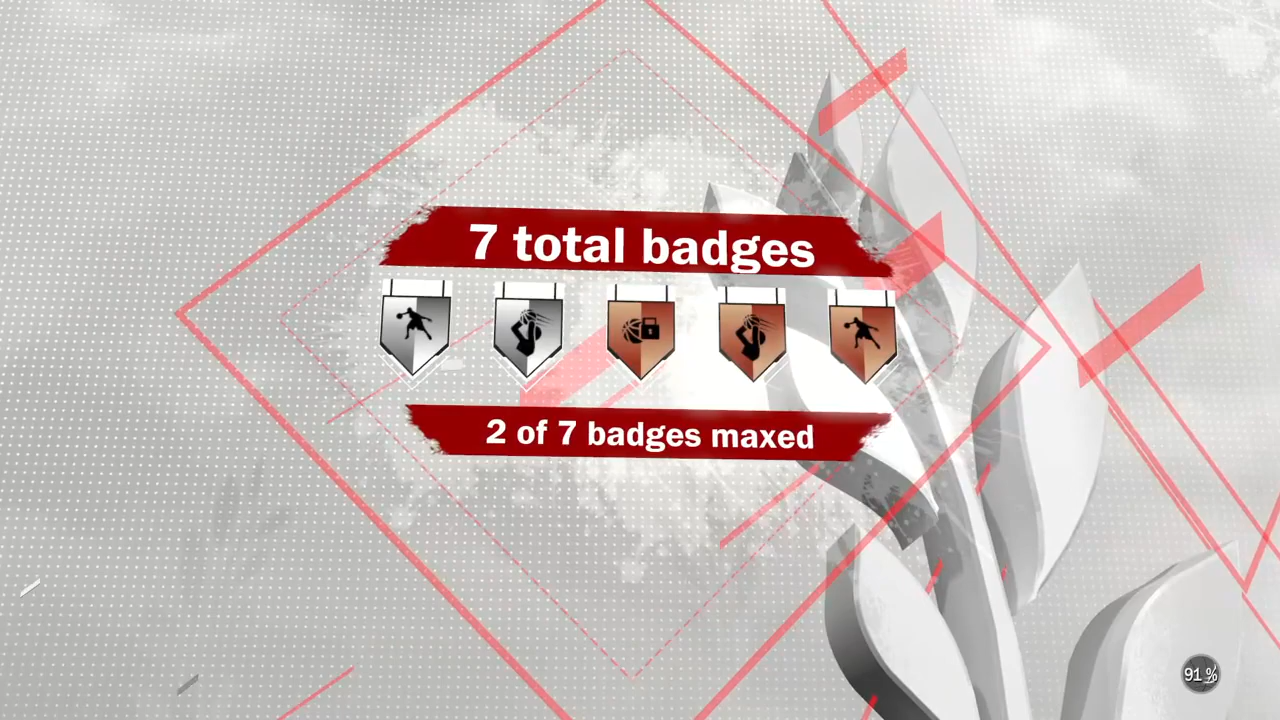 7 total badges
2 of 7 badges maxed
91 %